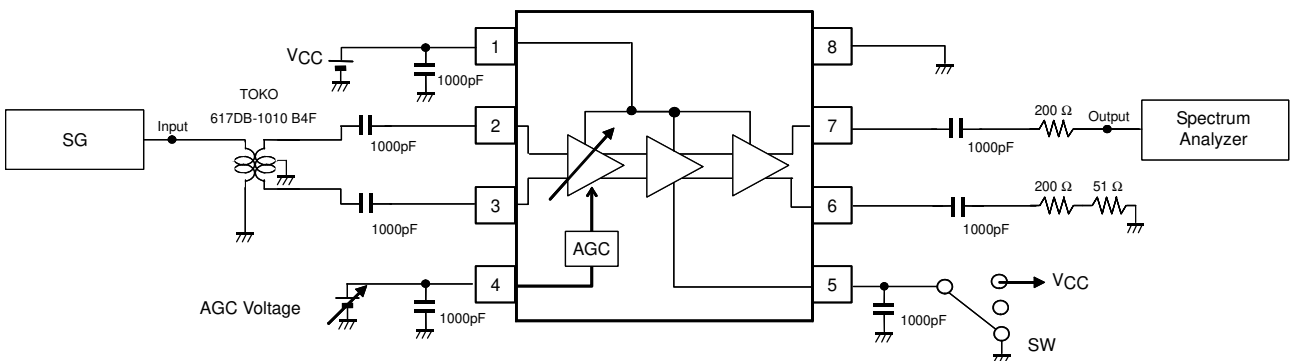 VCC
1000pF
1
8
TOKO
617DB-1010 B4F
SG
Input
1000pF
2
7
1000pF
200 Ω
Output
Spectrum
Analyzer
3
1000pF
AGC
6
1000pF
200 Ω
51 Ω
AGC Voltage
1000pF
4
5
1000pF
VCC
SW